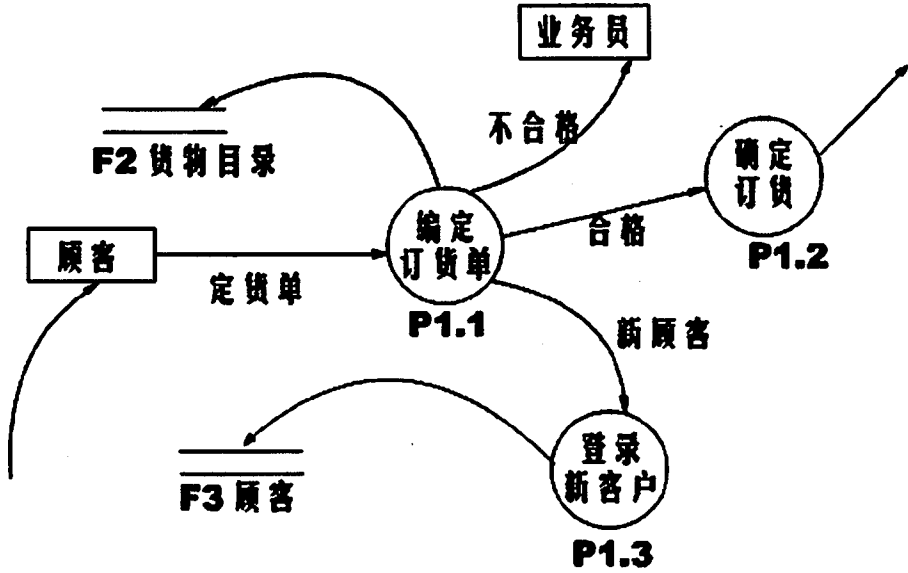 业务员
不合格
F2 货物目录
确定
订货
编定
订货单
合格
顾客
P1.2
定货单
P1.1
新顾客
登录
新客户
F3 顾客
P1.3